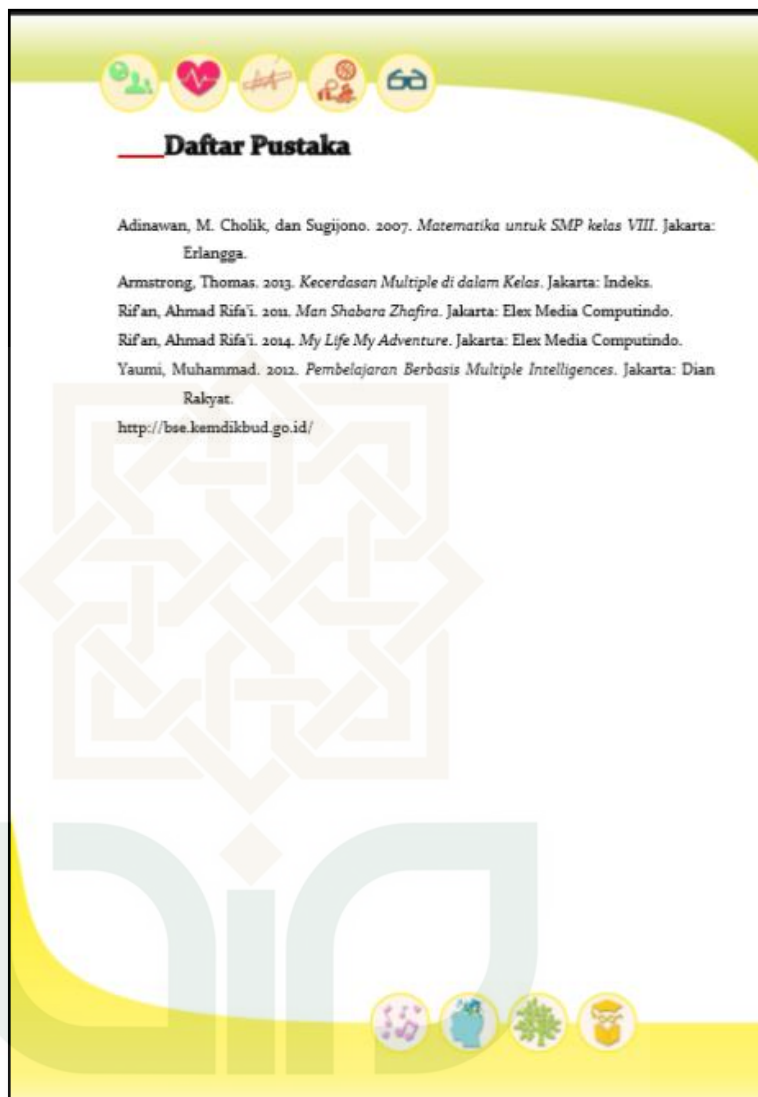 Daftar Pustaka
Adinawan, M. Cholik, dan Sugijono. 2007. Matematika untuk SMP kelas VIII. Jakarta:
Erlangga.
Armstrong, Thomas. 2013. Kecerdasan Multiple di dalam Kelas. Jakarta: Indeks.
Rif'an, Ahmad Rifa'i. 2011. Man Shabara Zhafira. Jakarta: Elex Media Computindo.
Rif'an, Ahmad Rifa'i. 2014. My Life My Adventure. Jakarta: Elex Media Computindo.
Yaumi, Muhammad. 2012. Pembelajaran Berbasis Multiple Intelligences. Jakarta: Dian
Rakyat.
http://bse.kemdikbud.go.id/